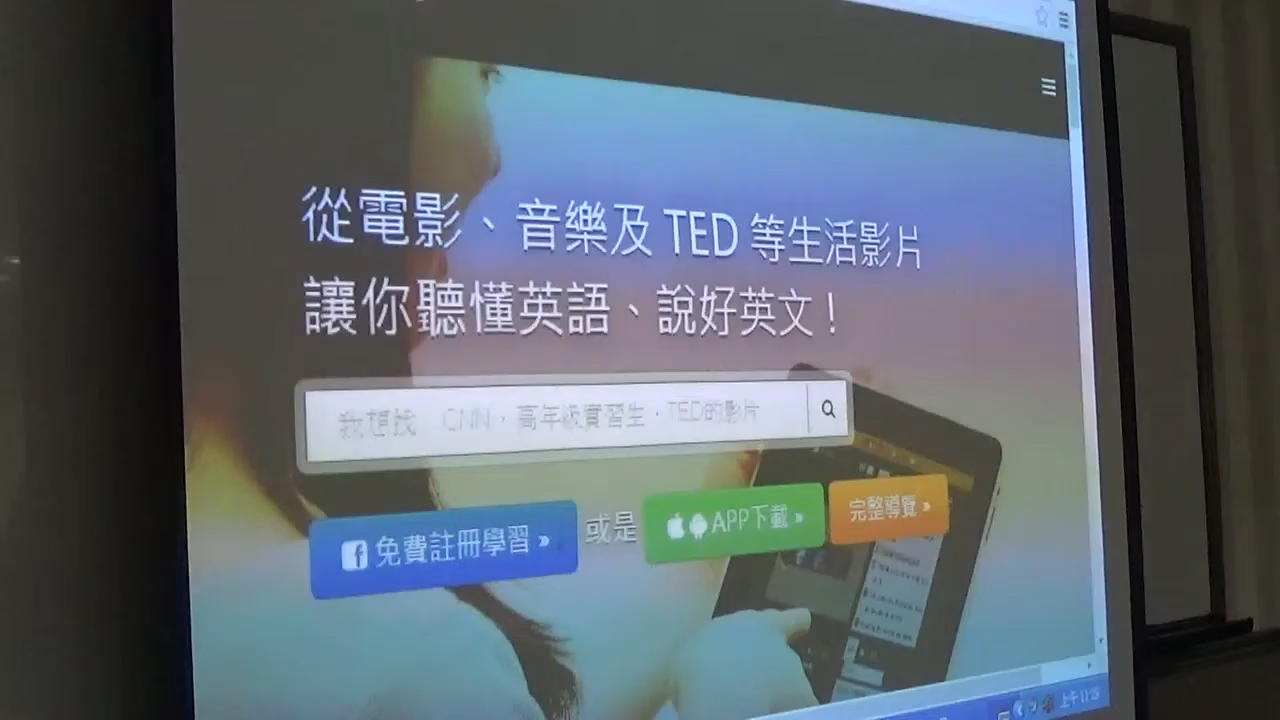 從電影、音樂及 TED 等生活影片
讓你聽懂英語、說好英文！
我想找 CNN，高年級實習生，TED的影片
免費註冊學習 »
或是
APP下載 »
完整導覽 »